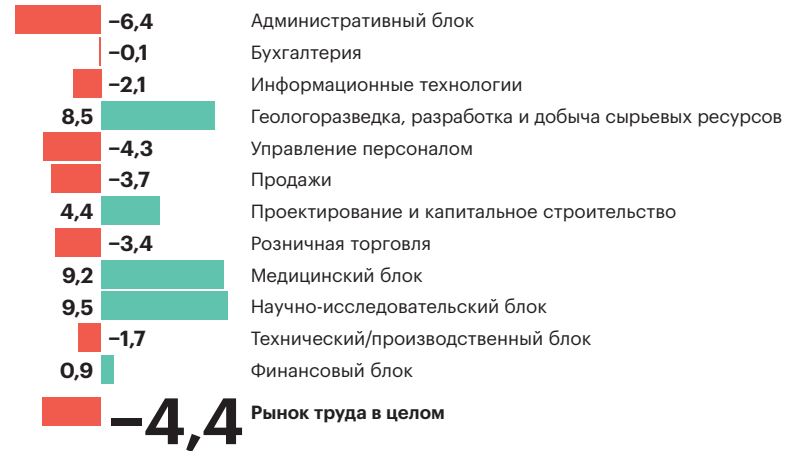 −6,4 Административный блок
−0,1 Бухгалтерия
−2,1 Информационные технологии
8,5 Геологоразведка, разработка и добыча сырьевых ресурсов
−4,3 Управление персоналом
−3,7 Продажи
4,4 Проектирование и капитальное строительство
−3,4 Розничная торговля
9,2 Медицинский блок
9,5 Научно-исследовательский блок
−1,7 Технический/производственный блок
0,9 Финансовый блок
−4,4 Рынок труда в целом